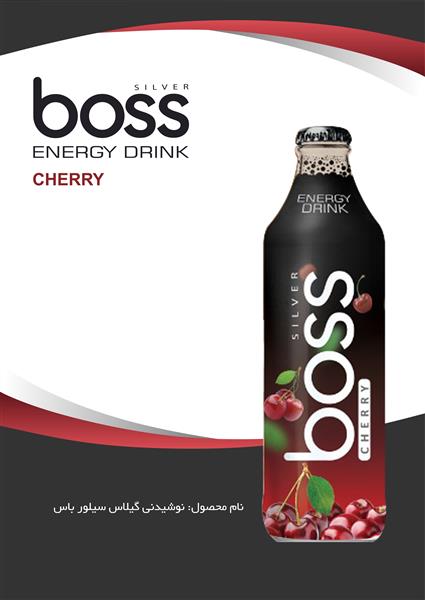 SILVER
boss
ENERGY DRINK
CHERRY
ENERGY
DRINK
SILVER
boss
CHERRY
نام محصول: نوشیدنی گیلاس سیلور باس